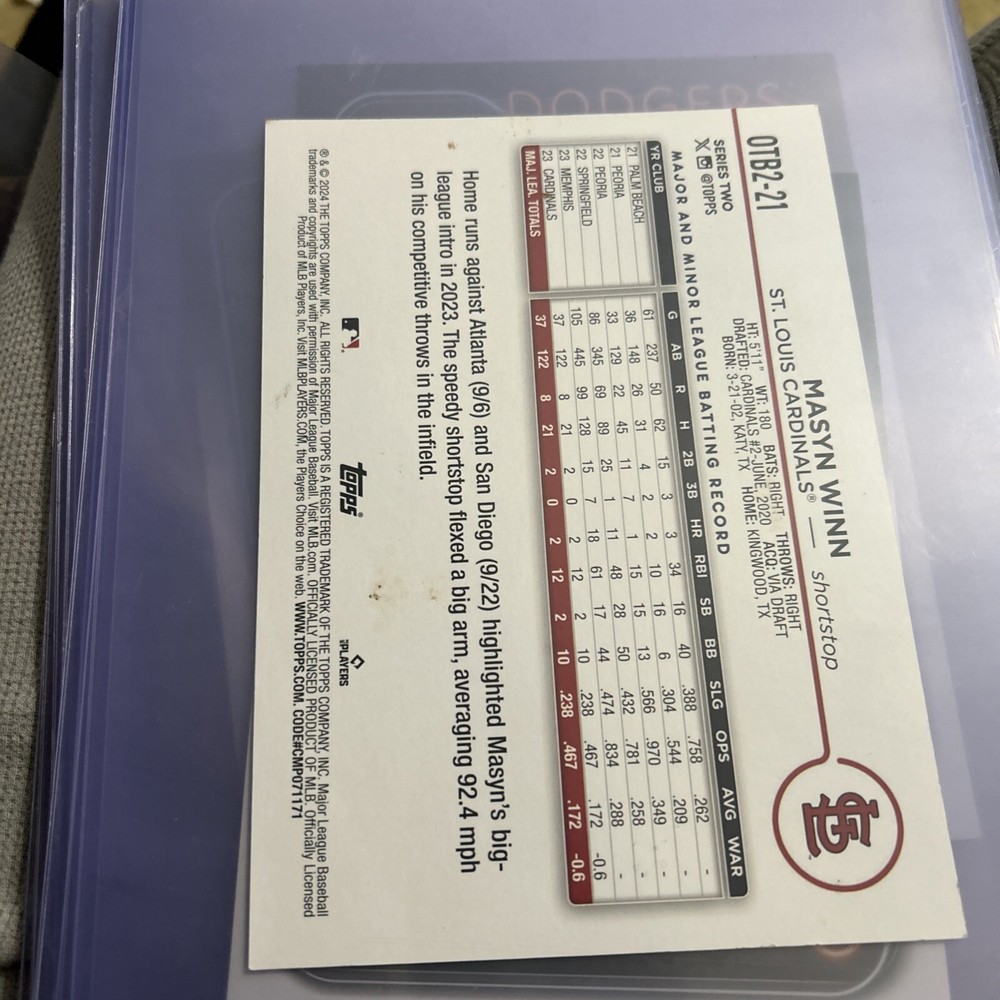 DODGERS
OTB2-21
MASYN WINN
ST. LOUIS CARDINALS® — shortstop
HT: 5'11" WT: 180 BATS: RIGHT THROWS: RIGHT
DRAFTED: CARDINALS #2-JUNE, 2020 ACQ: VIA DRAFT
BORN: 3-21-02, KATY, TX HOME: KINGWOOD, TX
SERIES TWO
@TOPPS
MAJOR AND MINOR LEAGUE BATTING RECORD
YR CLUB G AB R H 2B 3B HR RBI SB BB SLG OPS AVG WAR
21 PALM BEACH 61 237 50 62 15 3 3 34 16 40 .388 .758 .262 -
21 PEORIA 36 148 26 31 4 2 2 10 16 6 .304 .544 .209 -
22 PEORIA 33 129 22 45 11 7 1 15 15 13 .566 .970 .349 -
22 SPRINGFIELD 86 345 69 89 25 1 11 48 28 50 .432 .781 .258 -
23 MEMPHIS 105 445 99 128 15 7 18 61 17 44 .474 .834 .288 -
23 CARDINALS 37 122 8 21 2 0 2 12 2 10 .238 .467 .172 -0.6
MAJ. LEA. TOTALS 37 122 8 21 2 0 2 12 2 10 .238 .467 .172 -0.6
Home runs against Atlanta (9/6) and San Diego (9/22) highlighted Masyn's big-
league intro in 2023. The speedy shortstop flexed a big arm, averaging 92.4 mph
on his competitive throws in the infield.
topps®
PLAYERS
® & © 2024 THE TOPPS COMPANY, INC. ALL RIGHTS RESERVED. TOPPS IS A REGISTERED TRADEMARK OF THE TOPPS COMPANY, INC. Major League Baseball
trademarks and copyrights are used with permission of Major League Baseball. Visit MLB.com. OFFICIALLY LICENSED PRODUCT OF MLB. Officially Licensed
Product of MLB Players, Inc. Visit MLBPLAYERS.COM, the Players Choice on the web. WWW.TOPPS.COM. CODE#CMP071171